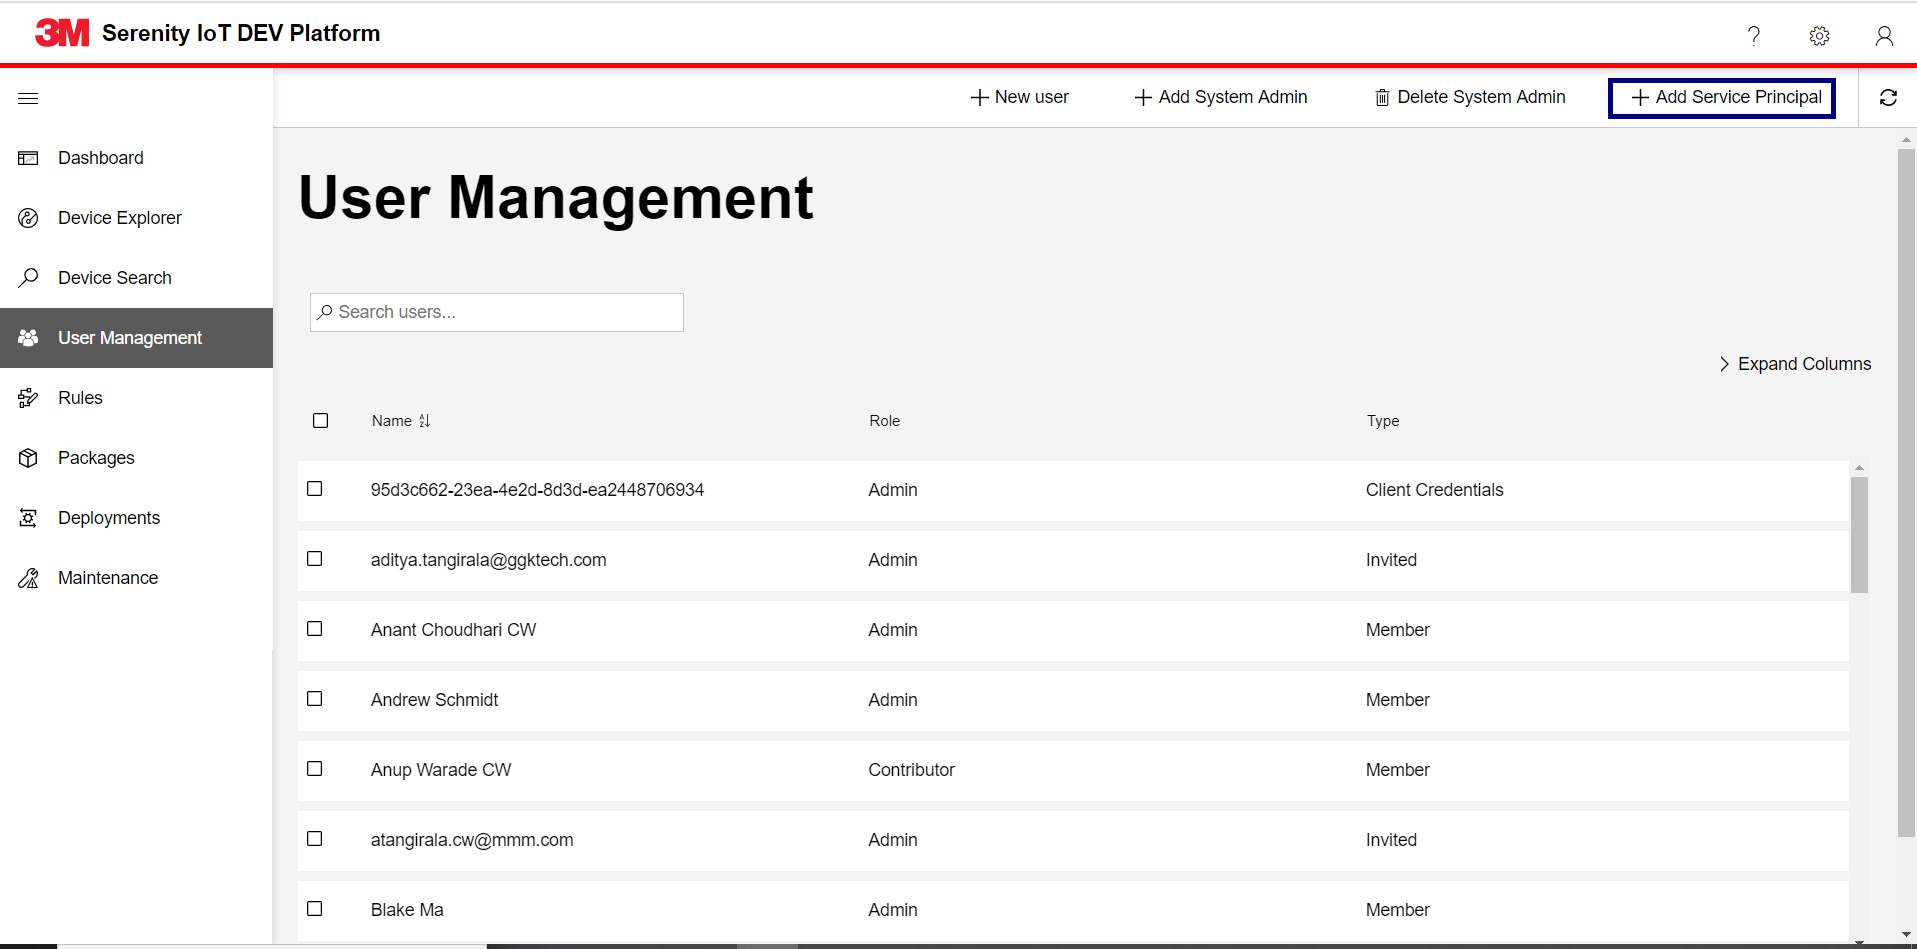 3M Serenity IoT DEV Platform
?
New user
Add System Admin
Delete System Admin
Add Service Principal
Dashboard
Device Explorer
Device Search
User Management
Rules
Packages
Deployments
Maintenance
User Management
Search users...
Expand Columns
Name Role Type
95d3c662-23ea-4e2d-8d3d-ea2448706934 Admin Client Credentials
aditya.tangirala@ggktech.com Admin Invited
Anant Choudhari CW Admin Member
Andrew Schmidt Admin Member
Anup Warade CW Contributor Member
atangirala.cw@mmm.com Admin Invited
Blake Ma Admin Member